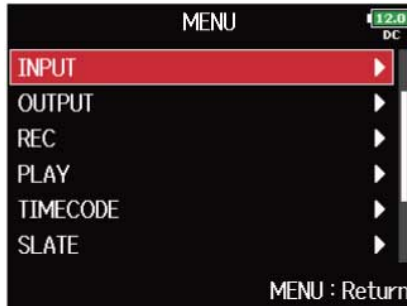 MENU
12.0
DC
INPUT
OUTPUT
REC
PLAY
TIMECODE
SLATE
MENU : Return